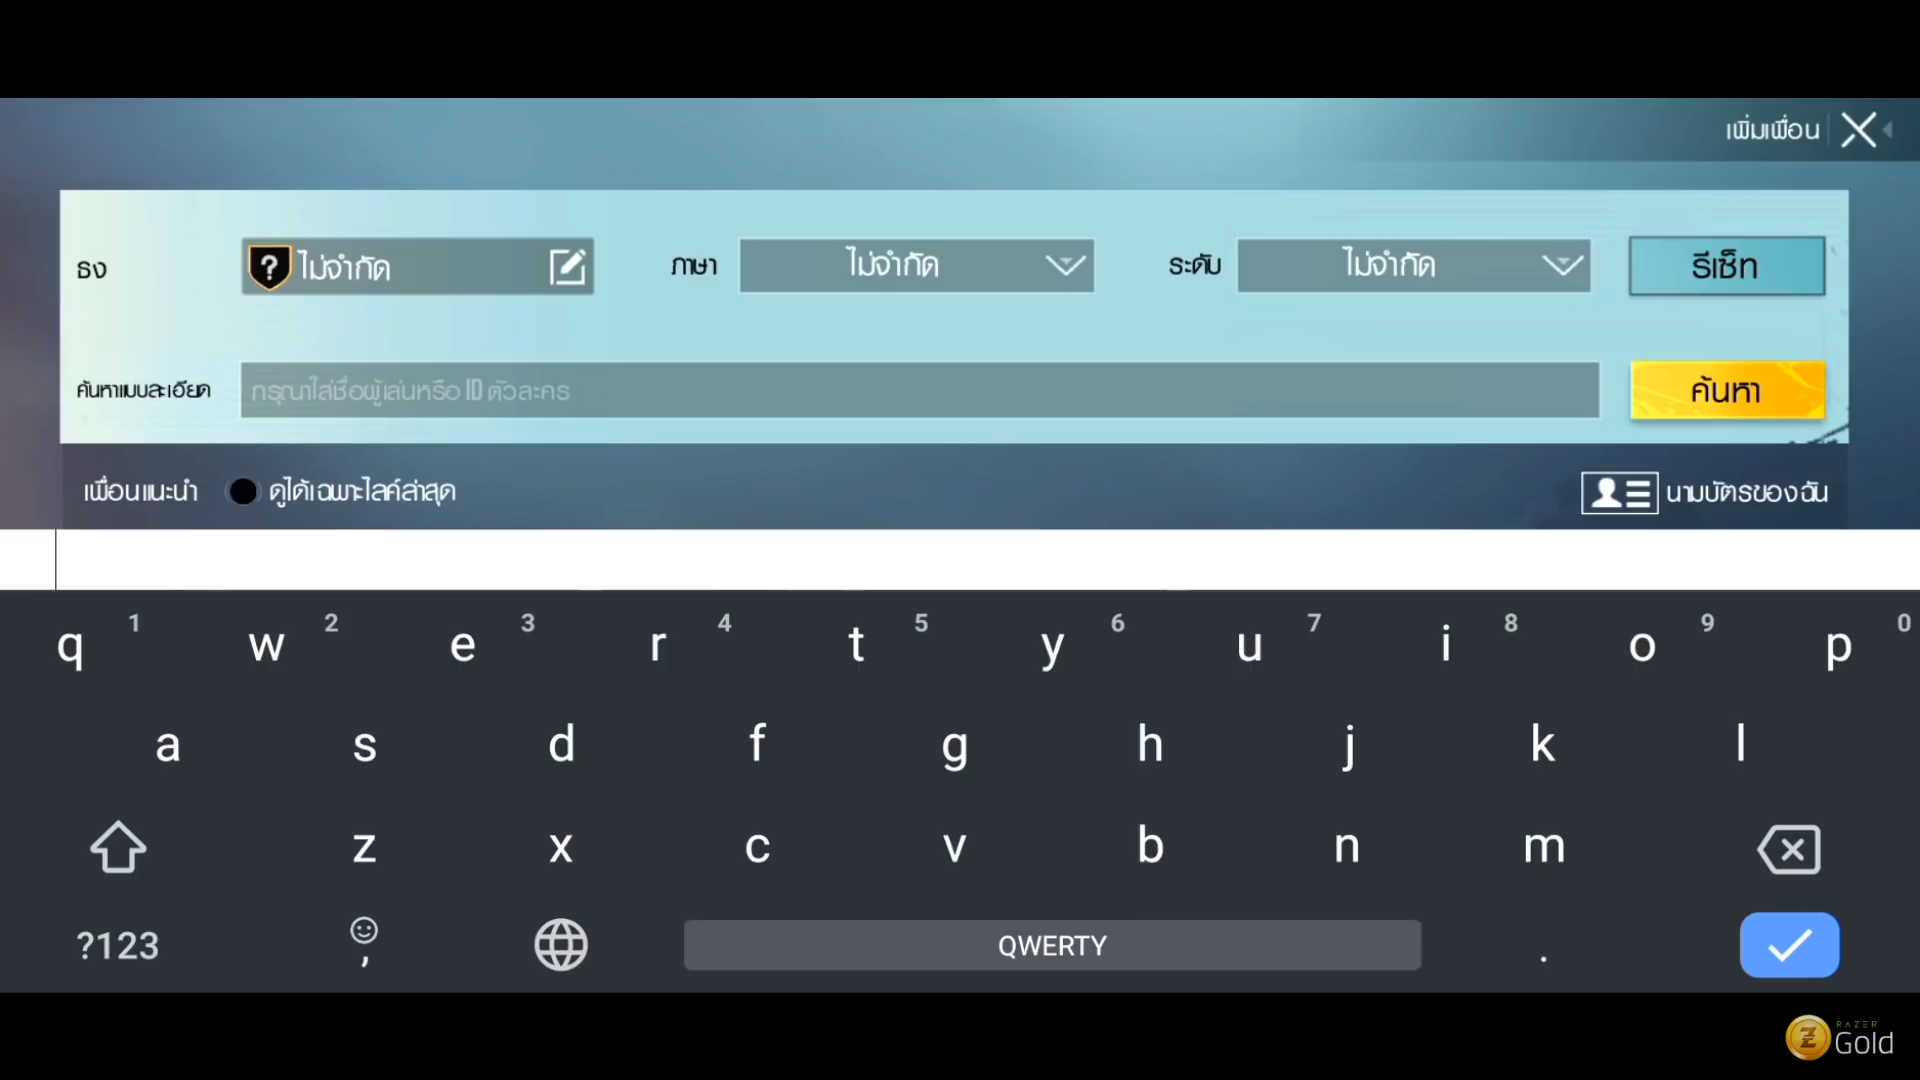 เพิ่มเพื่อน
ธง ไม่จำกัด ภาษา ไม่จำกัด ระดับ ไม่จำกัด รีเซ็ท
ค้นหาแบบละเอียด กรุณาใส่ชื่อผู้เล่นหรือ ID ตัวละคร ค้นหา
เพื่อนแนะนำ ดูได้เฉพาะไลค์ล่าสุด นามบัตรของฉัน
1 2 3 4 5 6 7 8 9 0
q w e r t y u i o p
a s d f g h j k l
z x c v b n m
?123 , QWERTY .
RAZER
Gold